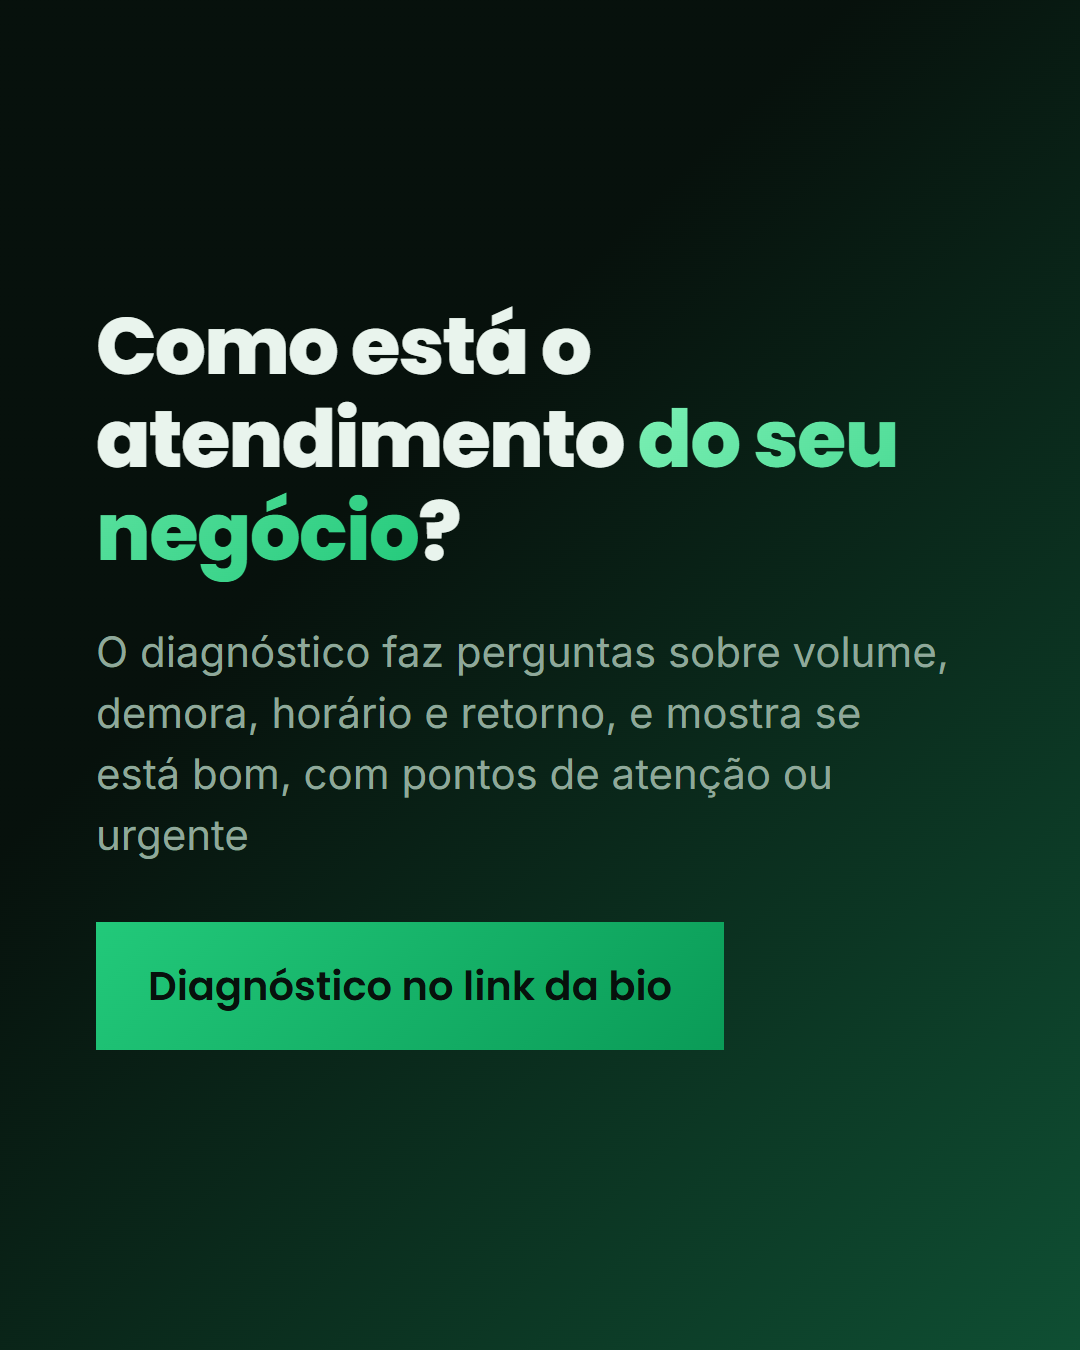 Como está o
atendimento do seu
negócio?
O diagnóstico faz perguntas sobre volume,
demora, horário e retorno, e mostra se
está bom, com pontos de atenção ou
urgente
Diagnóstico no link da bio